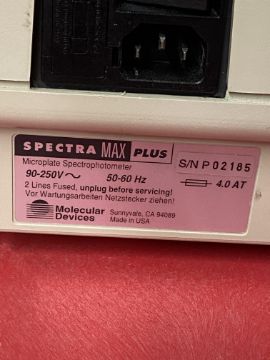 SPECTRA MAX PLUS
S/N P 02185
Microplate Spectrophotometer
90-250V ~ 50-60 Hz
4.0 AT
2 Lines Fused, unplug before servicing!
Vor Wartungsarbeiten Netzstecker ziehen!
Molecular
Devices
Sunnyvale, CA 94089
Made in USA